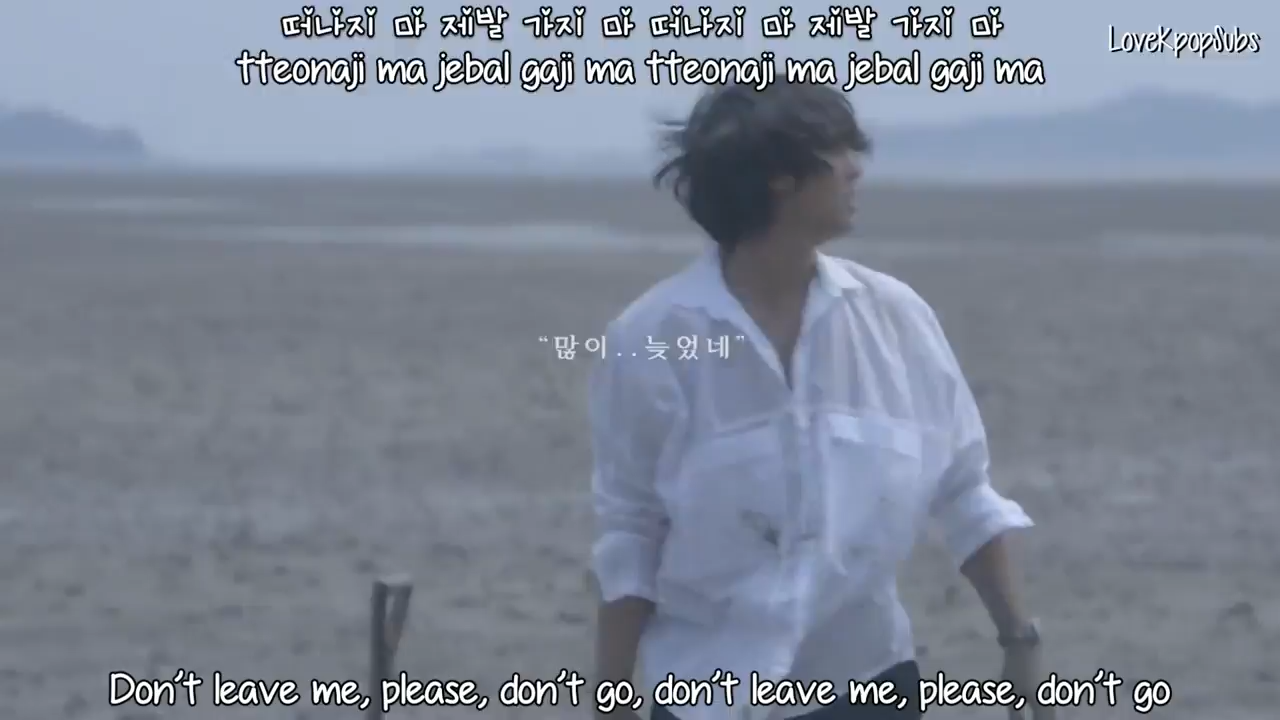 떠나지 마 제발 가지 마 떠나지 마 제발 가지 마
tteonaji ma jebal gaji ma tteonaji ma jebal gaji ma
LoveKpopSubs
“많이..늦었네”
Don't leave me, please, don't go, don't leave me, please, don't go